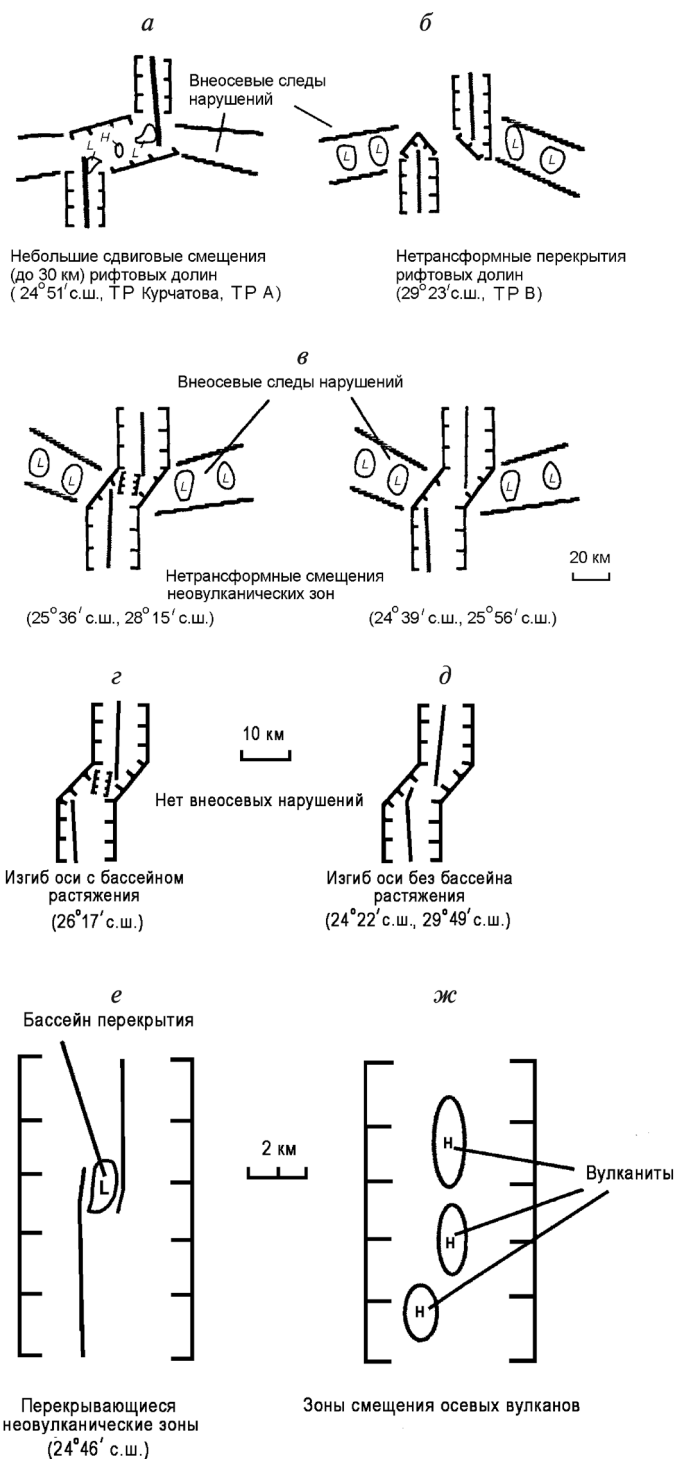 а
б
Внеосевые следы
нарушений
L
H
L
L
L
L
L
Небольшие сдвиговые смещения
(до 30 км) рифтовых долин
(24°51′с.ш., ТР Курчатова, ТР А)
Нетрансформные перекрытия
рифтовых долин
(29°23′с.ш., ТР В)
в
Внеосевые следы нарушений
L
L
L
L
L
L
L
L
Нетрансформные смещения
неовулканических зон
20 км
(25°36′ с.ш., 28°15′ с.ш.)
(24°39′ с.ш., 25°56′ с.ш.)
г
д
10 км
Нет внеосевых нарушений
Изгиб оси с бассейном
растяжения
(26°17′ с.ш.)
Изгиб оси без бассейна
растяжения
(24°22′с.ш., 29°49′ с.ш.)
е
ж
Бассейн перекрытия
L
2 км
H
H
H
Вулканиты
Перекрывающиеся
неовулканические зоны
(24°46′ с.ш.)
Зоны смещения осевых вулканов